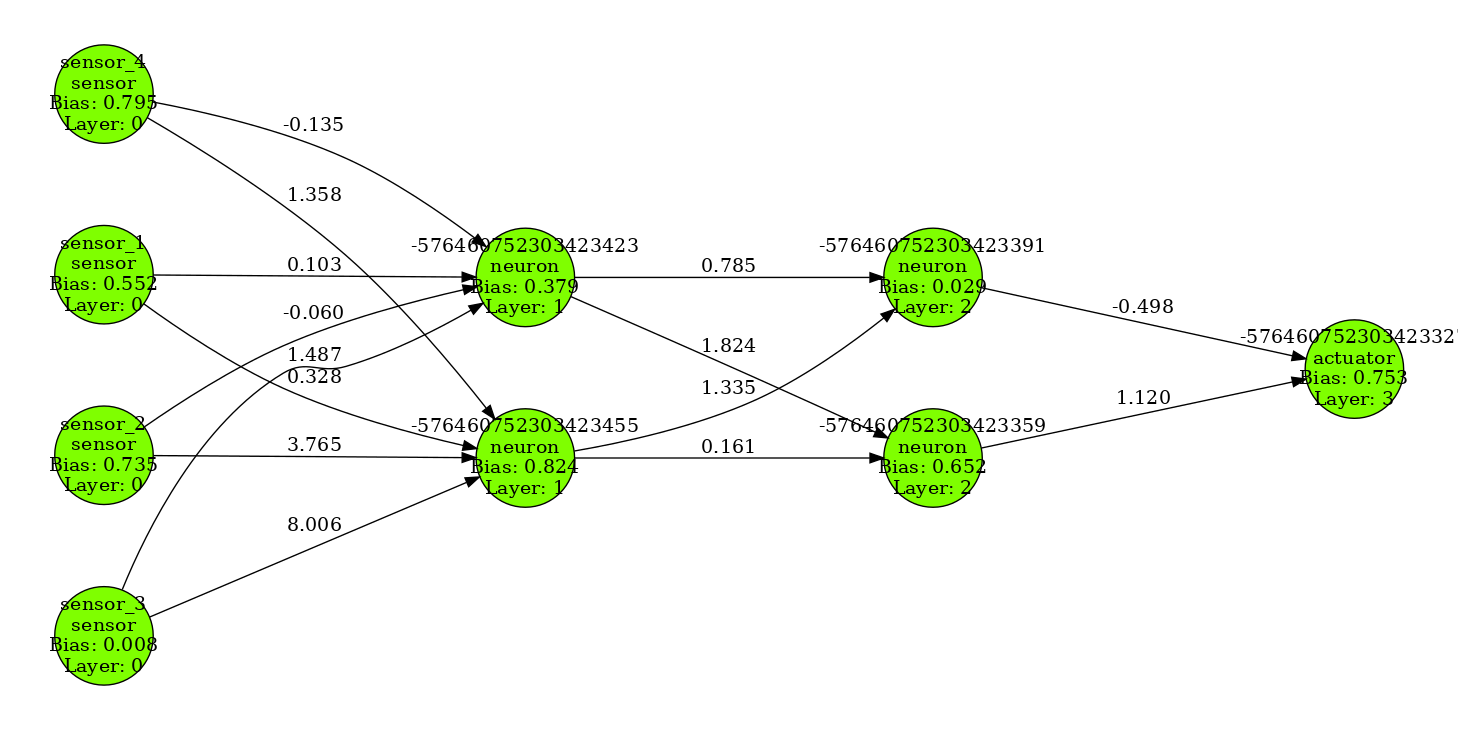 sensor_4
sensor
Bias: 0.795
Layer: 0
-0.135
1.358
sensor_1
sensor
Bias: 0.552
Layer: 0
0.103
-0.060
1.487
0.328
sensor_2
sensor
Bias: 0.735
Layer: 0
3.765
sensor_3
sensor
Bias: 0.008
Layer: 0
8.006
-576460752303423423
neuron
Bias: 0.379
Layer: 1
0.785
1.824
-576460752303423455
neuron
Bias: 0.824
Layer: 1
1.335
0.161
-576460752303423391
neuron
Bias: 0.029
Layer: 2
-0.498
-576460752303423359
neuron
Bias: 0.652
Layer: 2
1.120
-576460752303423327
actuator
Bias: 0.753
Layer: 3